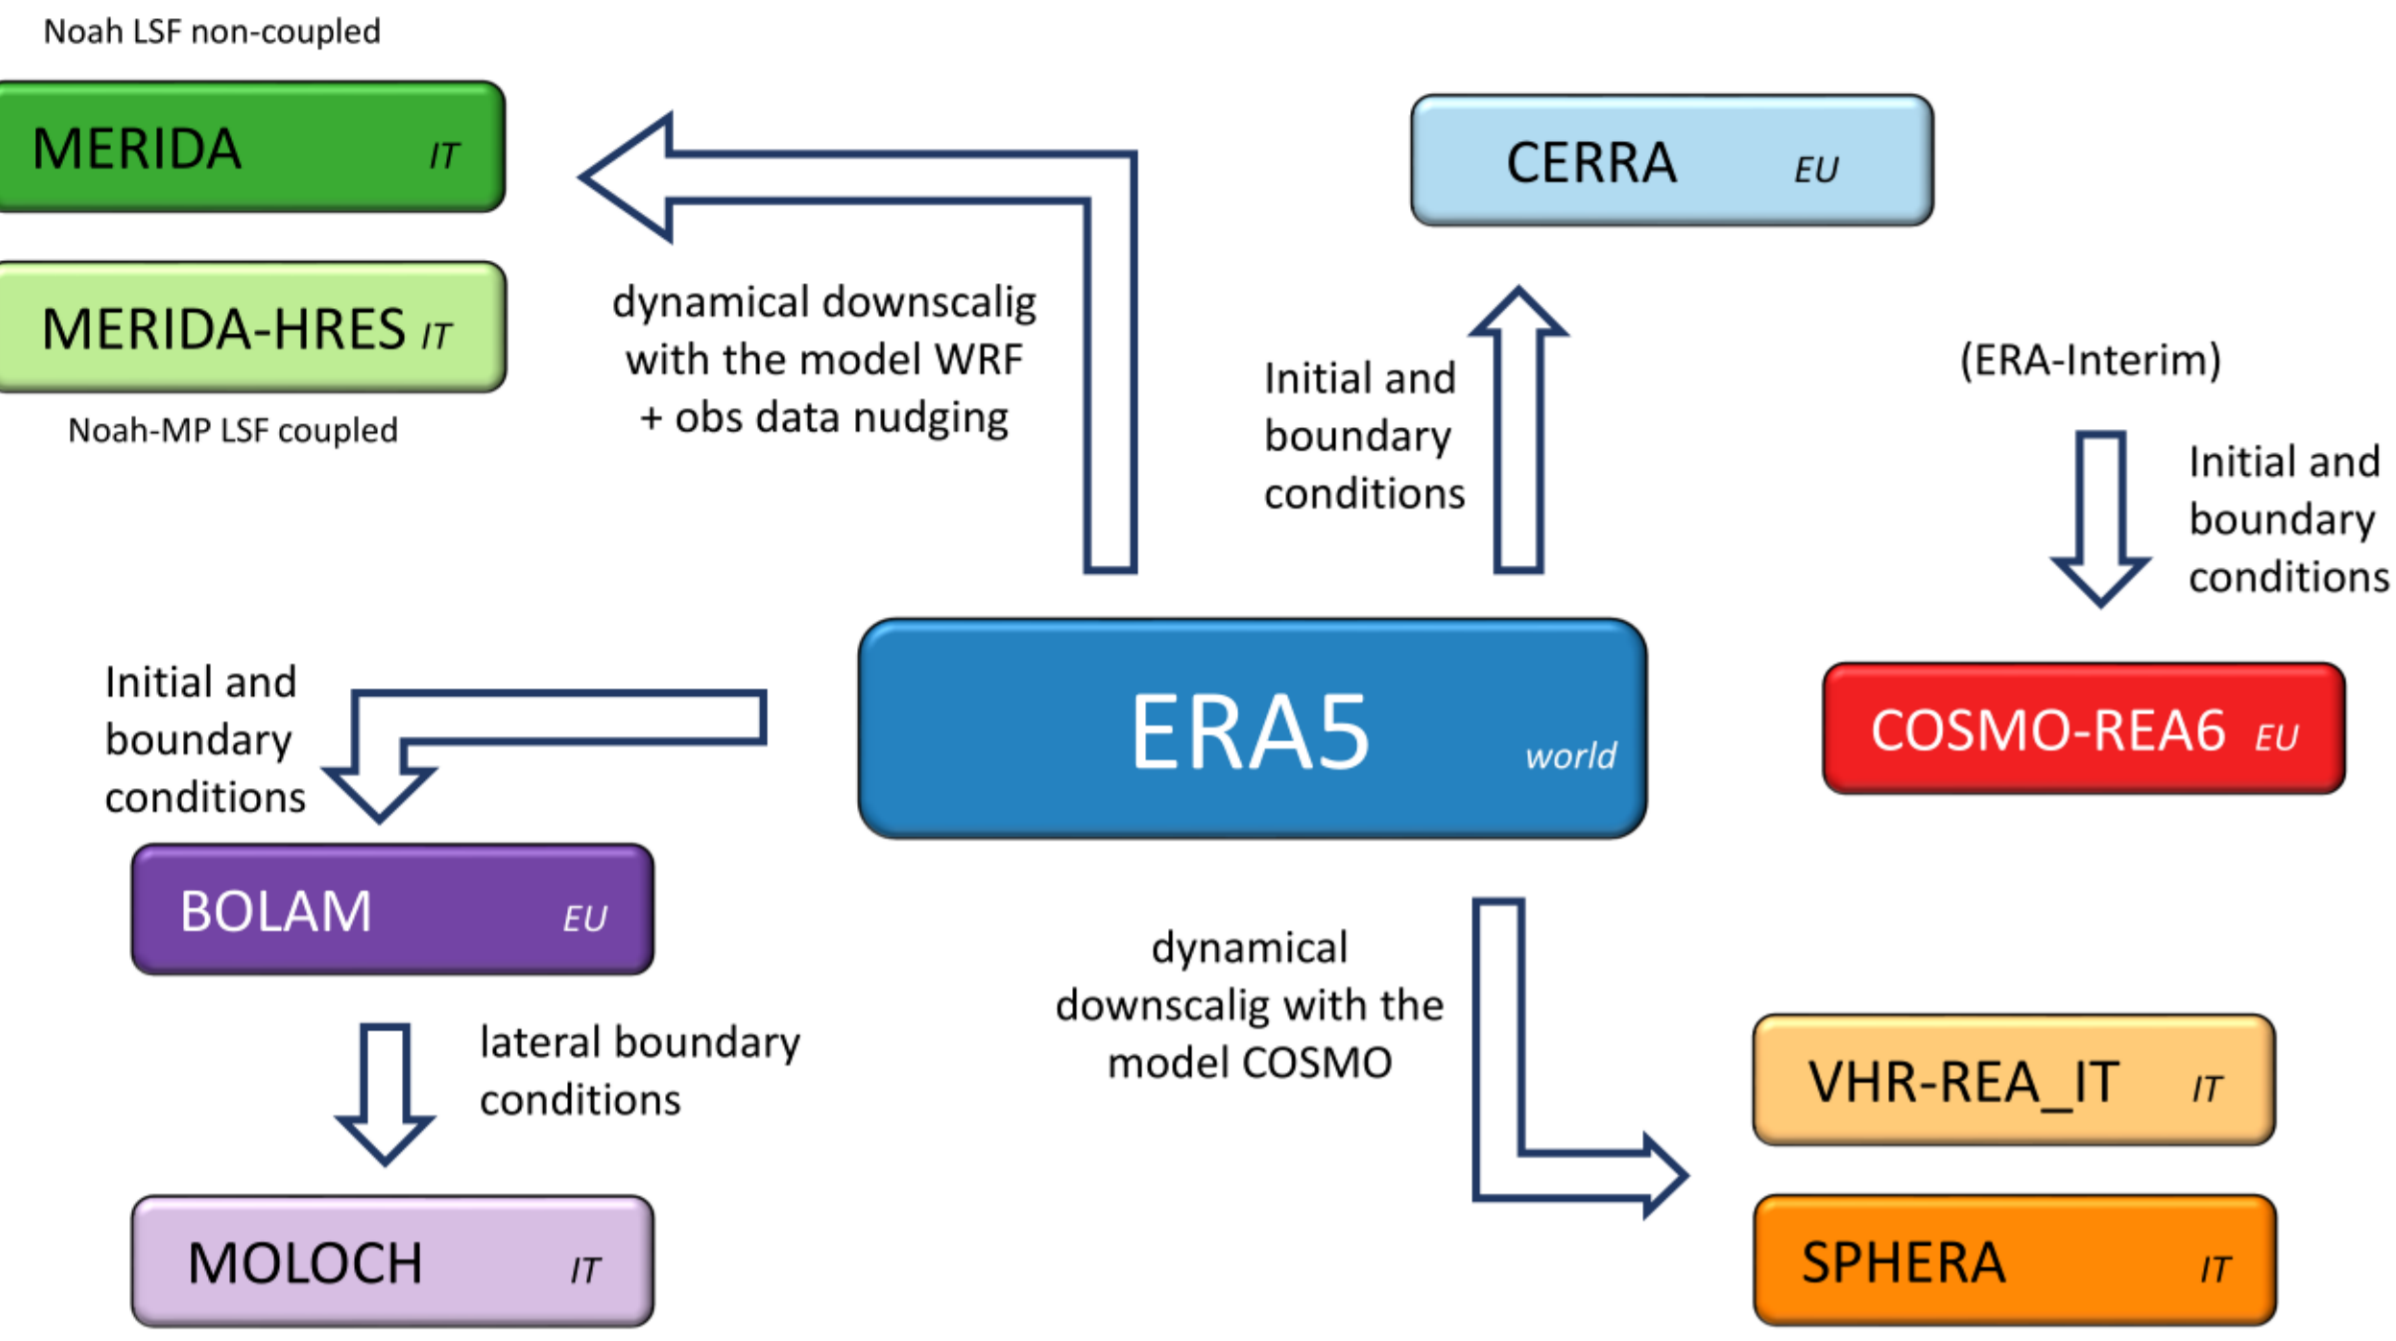 Noah LSF non-coupled
MERIDA IT
MERIDA-HRES IT
Noah-MP LSF coupled
dynamical downscalig
with the model WRF
+ obs data nudging
CERRA EU
Initial and
boundary
conditions
(ERA-Interim)
Initial and
boundary
conditions
COSMO-REA6 EU
ERA5 world
Initial and
boundary
conditions
BOLAM EU
lateral boundary
conditions
MOLOCH IT
dynamical
downscalig with the
model COSMO
VHR-REA_IT IT
SPHERA IT